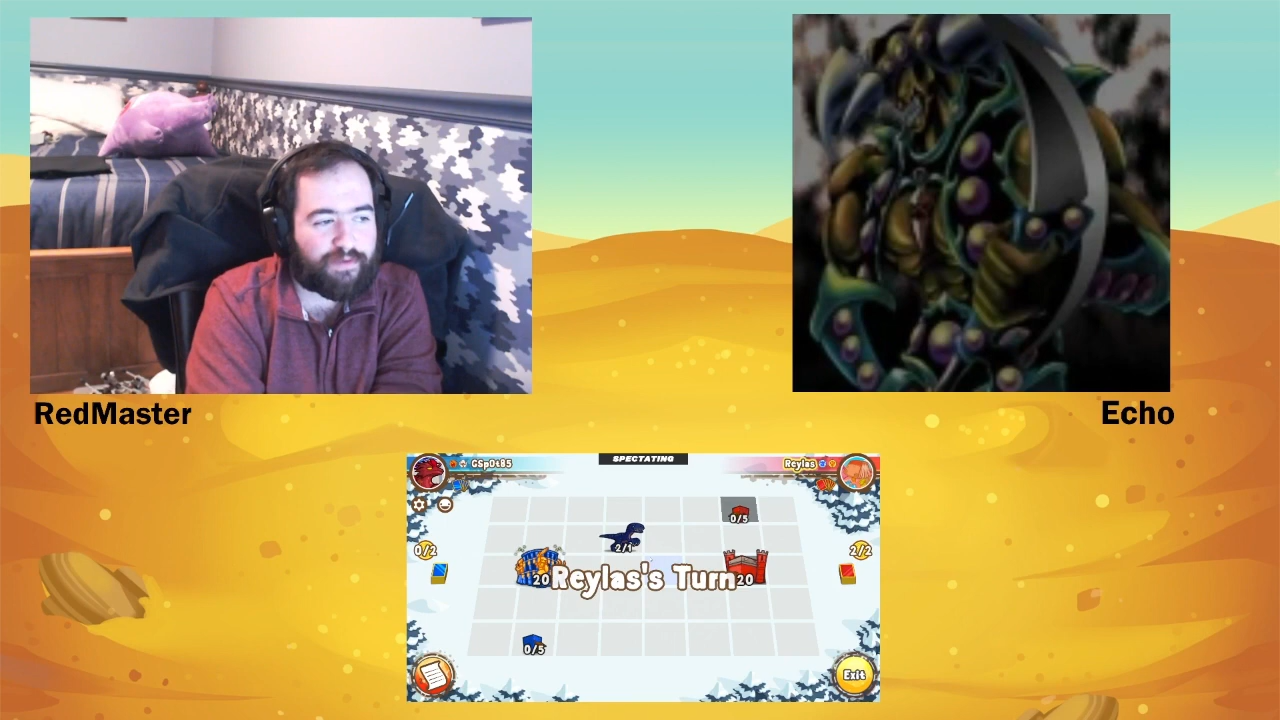 RedMaster
Echo
SPECTATING
GSpOt85
Reylas
0/5
0/2
2/1
2/2
20
Reylas's Turn
20
0/5
Exit